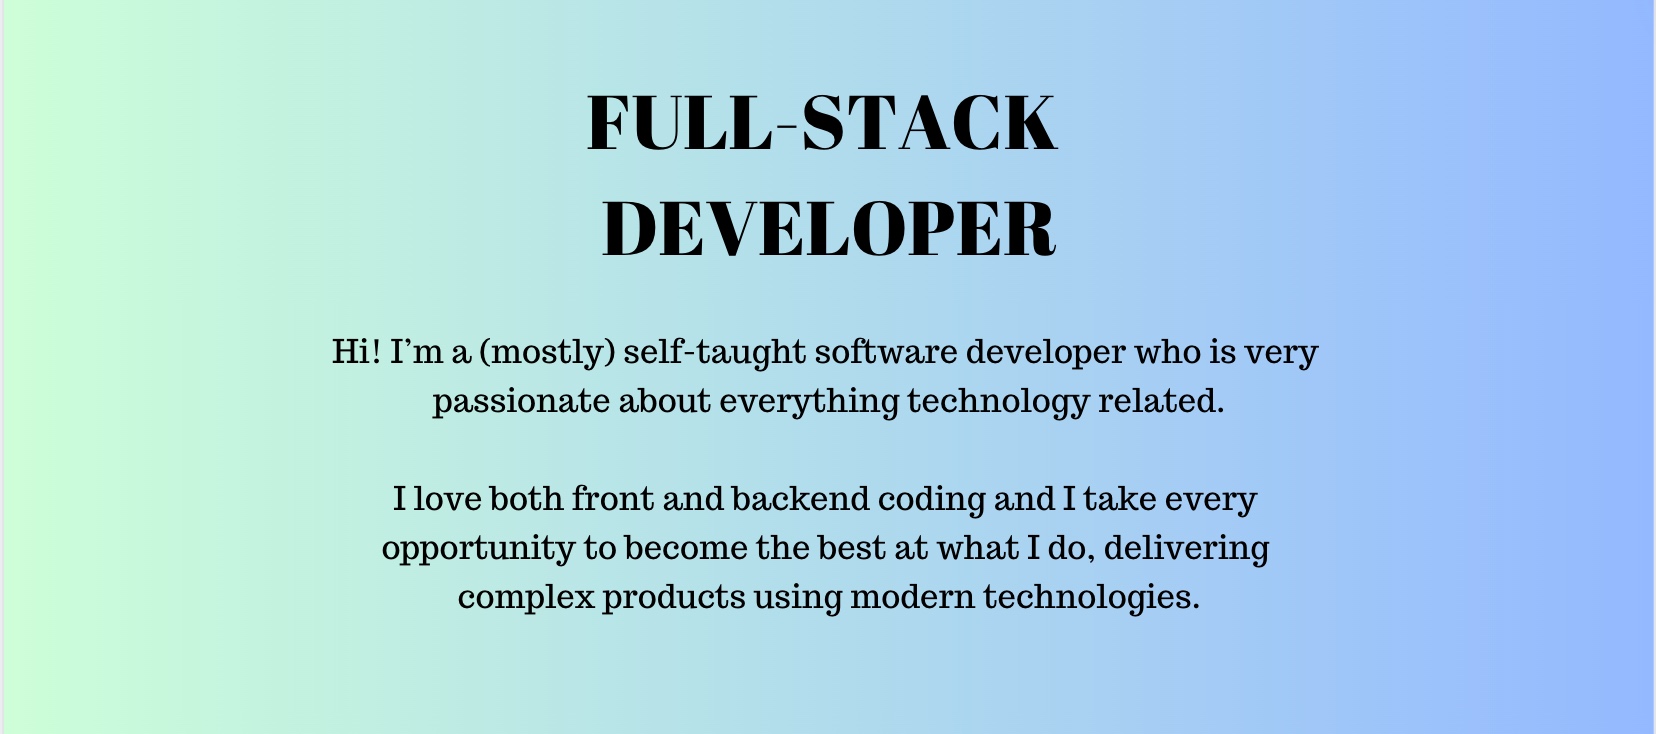 FULL-STACK
DEVELOPER
Hi! I’m a (mostly) self-taught software developer who is very
passionate about everything technology related.
I love both front and backend coding and I take every
opportunity to become the best at what I do, delivering
complex products using modern technologies.